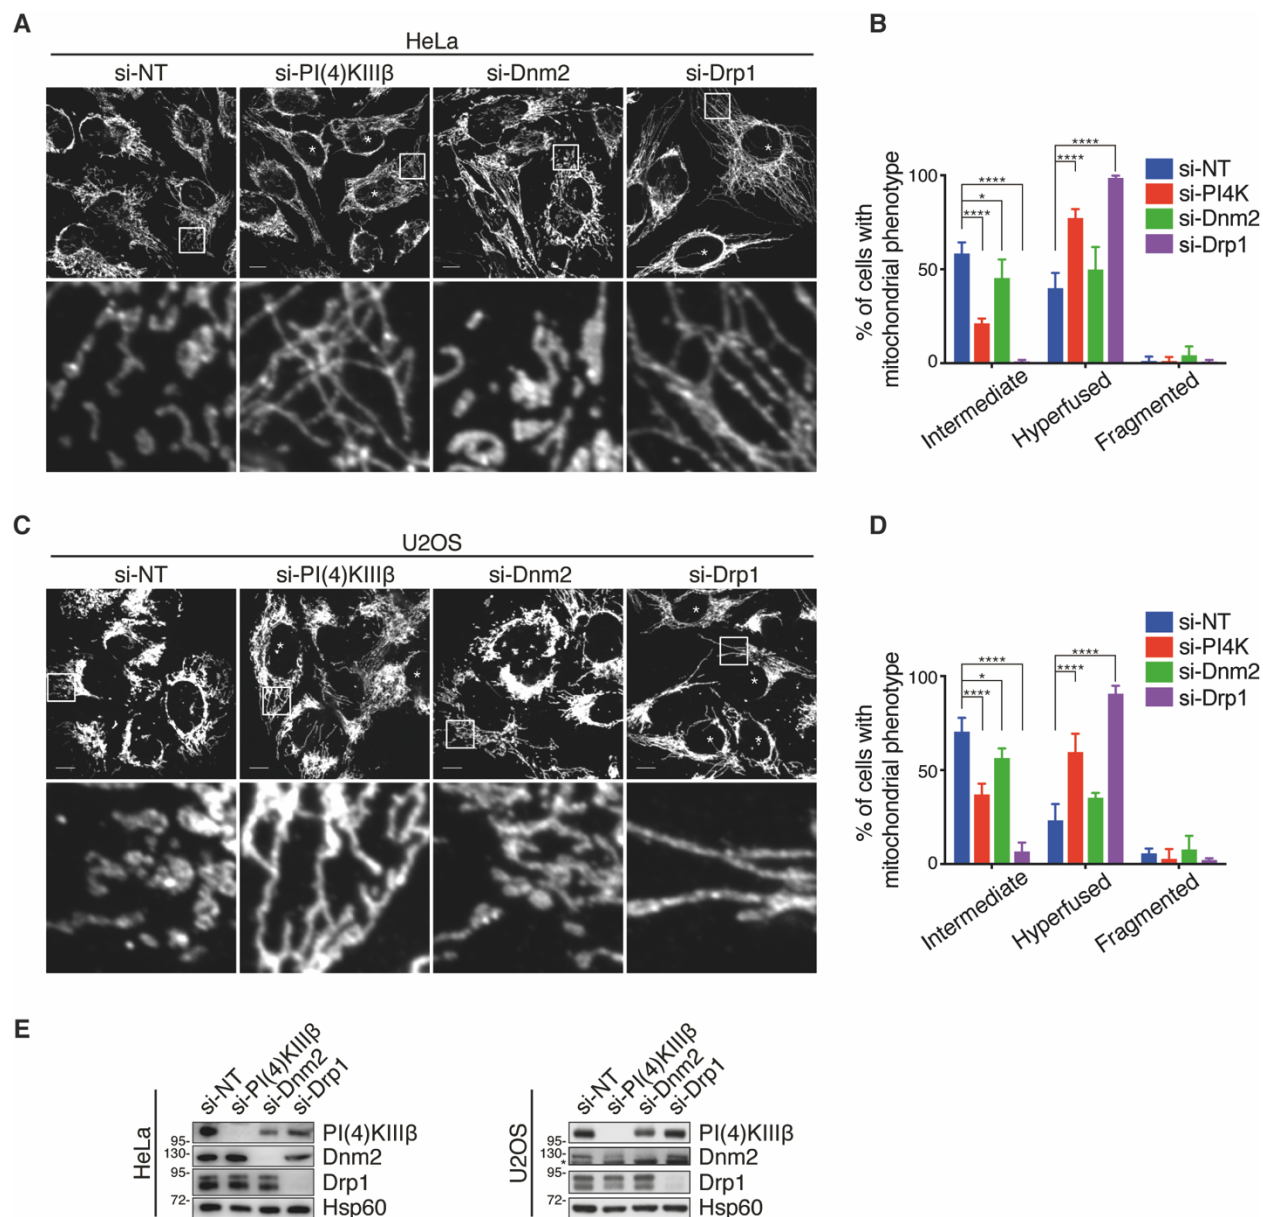 A
HeLa
si-NT si-PI(4)KIIIβ si-Dnm2 si-Drp1
* * * * * * *
B
% of cells with
mitochondrial phenotype
100
50
0
**** * **** **** ****
si-NT
si-PI4K
si-Dnm2
si-Drp1
Intermediate Hyperfused Fragmented
C
U2OS
si-NT si-PI(4)KIIIβ si-Dnm2 si-Drp1
* * * * * *
D
% of cells with
mitochondrial phenotype
100
50
0
**** * **** **** ****
si-NT
si-PI4K
si-Dnm2
si-Drp1
Intermediate Hyperfused Fragmented
E
HeLa
si-NT si-PI(4)KIIIβ si-Dnm2 si-Drp1
95- PI(4)KIIIβ
130- Dnm2
95- Drp1
72- Hsp60
U2OS
si-NT si-PI(4)KIIIβ si-Dnm2 si-Drp1
95- PI(4)KIIIβ
130- * Dnm2
95- Drp1
72- Hsp60